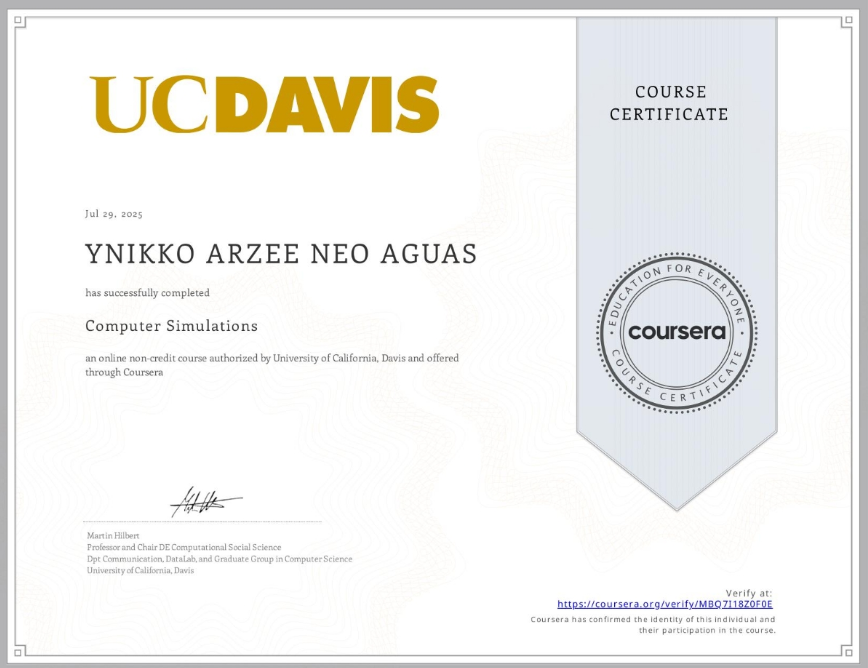 UCDAVIS
COURSE
CERTIFICATE
Jul 29, 2025
YNIKKO ARZEE NEO AGUAS
has successfully completed
Computer Simulations
an online non-credit course authorized by University of California, Davis and offered
through Coursera
EDUCATION FOR EVERYONE
coursera
COURSE CERTIFICATE
Martin Hilbert
Professor and Chair DE Computational Social Science
Dpt Communication, DataLab, and Graduate Group in Computer Science
University of California, Davis
Verify at:
https://coursera.org/verify/MBQ7I18Z0F0E
Coursera has confirmed the identity of this individual and
their participation in the course.